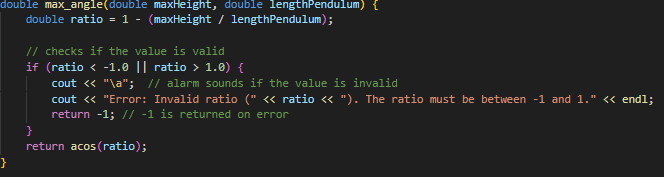 double max_angle(double maxHeight, double lengthPendulum) {
    double ratio = 1 - (maxHeight / lengthPendulum);

    // checks if the value is valid
    if (ratio < -1.0 || ratio > 1.0) {
        cout << "\a";  // alarm sounds if the value is invalid
        cout << "Error: Invalid ratio (" << ratio << "). The ratio must be between -1 and 1." << endl;
        return -1; // -1 is returned on error
    }
    return acos(ratio);
}